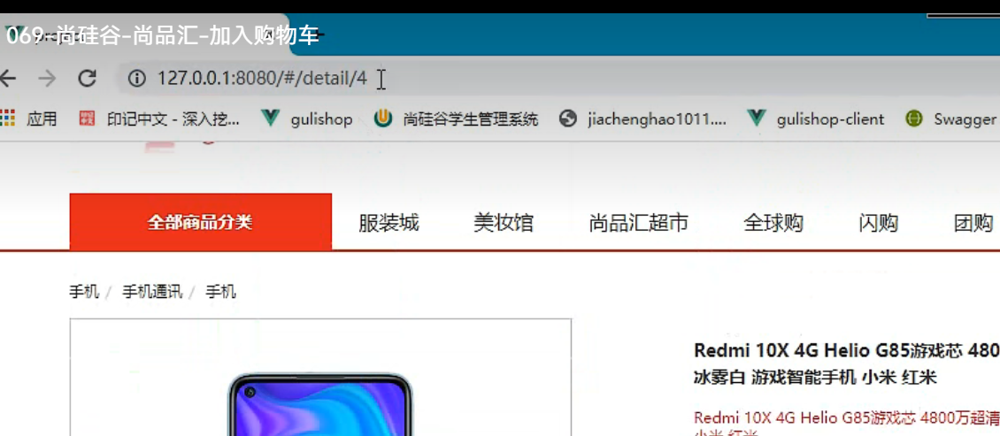 069-尚硅谷-尚品汇-加入购物车
127.0.0.1:8080/#/detail/4
应用 印记中文 - 深入挖... gulishop 尚硅谷学生管理系统 jiachenghao1011.... gulishop-client Swagger
全部商品分类 服装城 美妆馆 尚品汇超市 全球购 闪购 团购
手机 / 手机通讯 / 手机
Redmi 10X 4G Helio G85游戏芯 480
冰雾白 游戏智能手机 小米 红米
Redmi 10X 4G Helio G85游戏芯 4800万超清
小米 红米